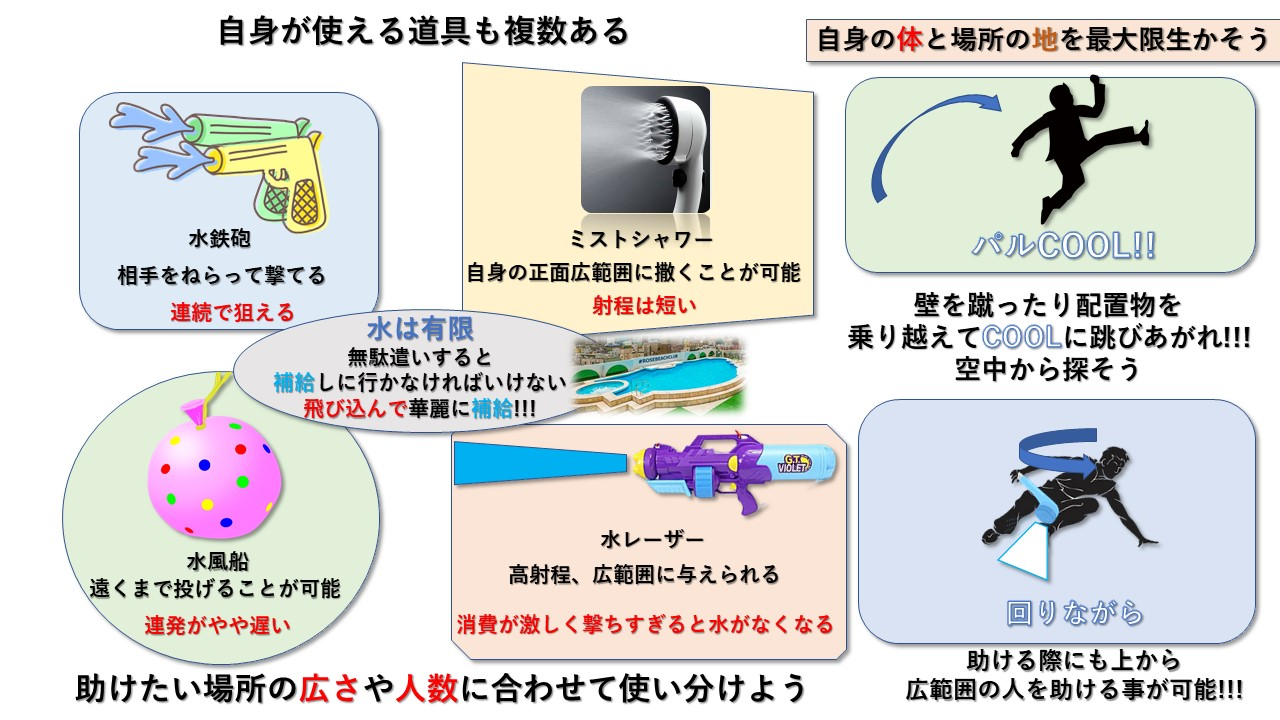 自身が使える道具も複数ある
自身の体と場所の地を最大限生かそう
水鉄砲
相手をねらって撃てる
連続で狙える
ミストシャワー
自身の正面広範囲に撒くことが可能
射程は短い
水は有限
無駄遣いすると
補給しに行かなければいけない
飛び込んで華麗に補給!!!
#ROSEBEACHCLUB
水風船
遠くまで投げることが可能
連発がやや遅い
G.T.
VIOLET
水レーザー
高射程、広範囲に与えられる
消費が激しく撃ちすぎると水がなくなる
助けたい場所の広さや人数に合わせて使い分けよう
パルCOOL!!
壁を蹴ったり配置物を
乗り越えてCOOLに跳びあがれ!!!
空中から探そう
回りながら
助ける際にも上から
広範囲の人を助ける事が可能!!!